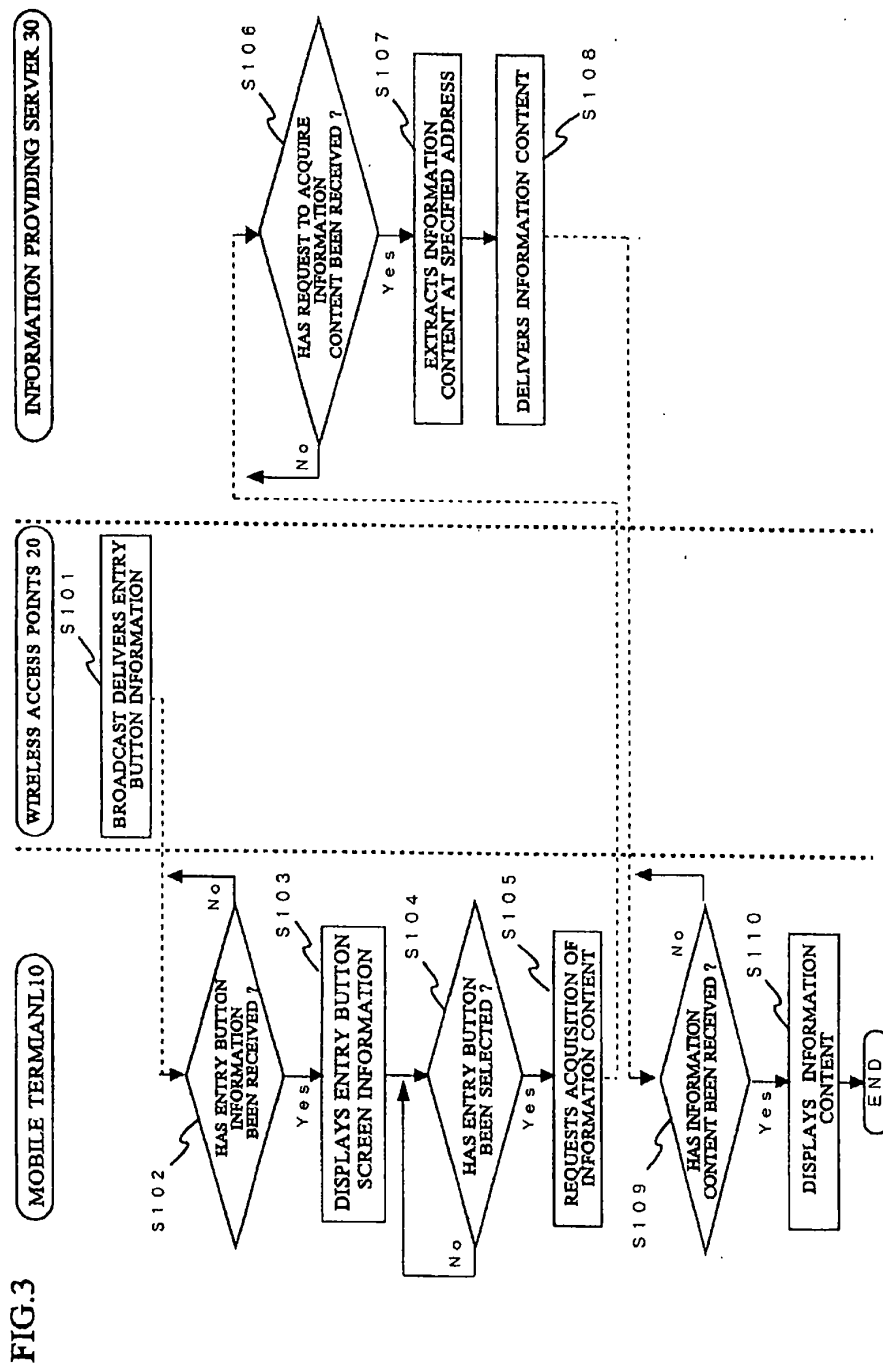 FIG.3
MOBILE TERMIANL10
WIRELESS ACCESS POINTS 20
INFORMATION PROVIDING SERVER 30
S101
BROADCAST DELIVERS ENTRY
BUTTON INFORMATION
S102
HAS ENTRY BUTTON
INFORMATION
BEEN RECEIVED ?
No
Yes
S103
DISPLAYS ENTRY BUTTON
SCREEN INFORMATION
S104
HAS ENTRY BUTTON
BEEN SELECTED ?
No
Yes
S105
REQUESTS ACQUISITION OF
INFORMATION CONTENT
S106
HAS REQUEST TO ACQUIRE
INFORMATION
CONTENT BEEN RECEIVED ?
No
Yes
S107
EXTRACTS INFORMATION
CONTENT AT SPECIFIED ADDRESS
S108
DELIVERS INFORMATION CONTENT
S109
HAS INFORMATION
CONTENT BEEN RECEIVED ?
No
Yes
S110
DISPLAYS INFORMATION
CONTENT
END